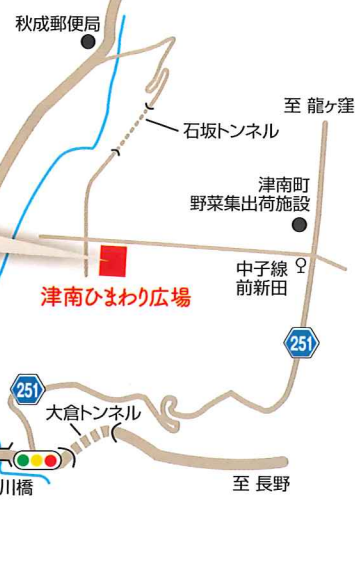 秋成郵便局
至 龍ヶ窪
石坂トンネル
津南町
野菜集出荷施設
中子線
前新田
津南ひまわり広場
251
251
大倉トンネル
川橋
至 長野